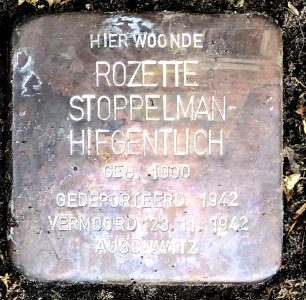 HIER WOONDE
ROZETTE
STOPPELMAN-
HIEGENTLICH
GEB. 1900
GEDEPORTEERD 1942
VERMOORD 23.11.1942
AUSCHWITZ